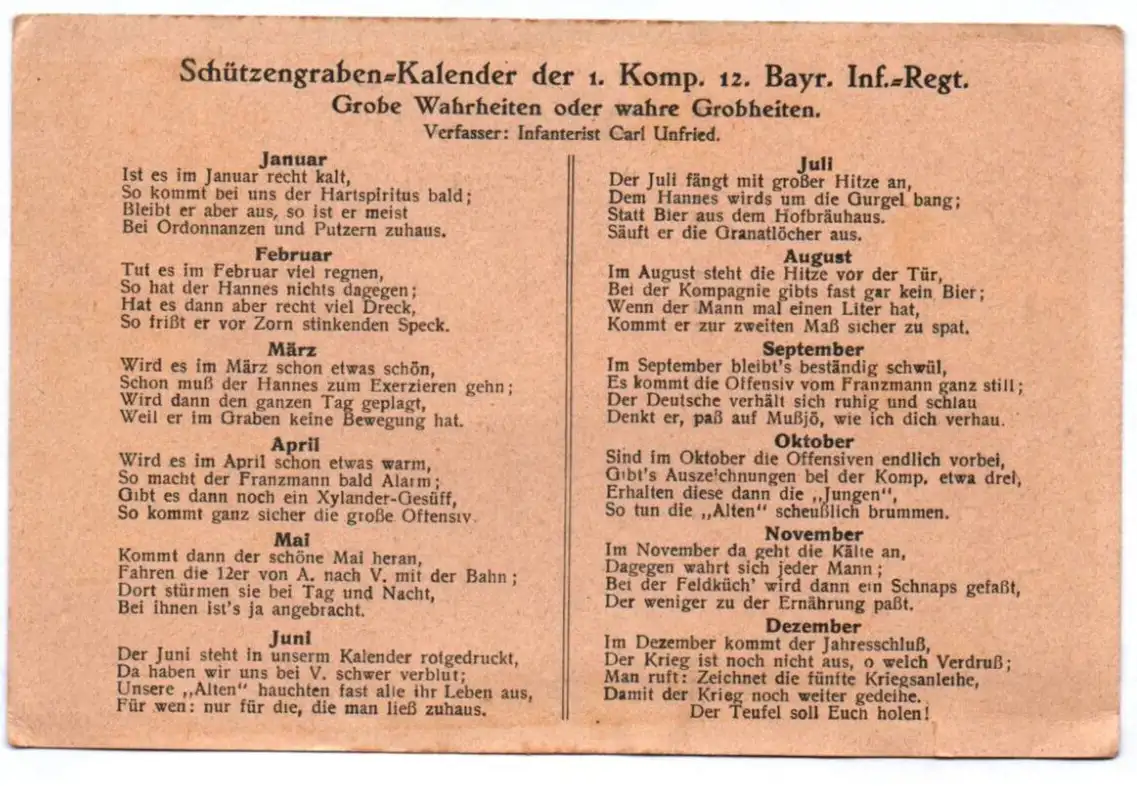 Schützengraben=Kalender der 1. Komp. 12. Bayr. Inf.=Regt.
Grobe Wahrheiten oder wahre Grobheiten.
Verfasser: Infanterist Carl Unfried.
Januar
Ist es im Januar recht kalt,
So kommt bei uns der Hartspiritus bald;
Bleibt er aber aus, so ist er meist
Bei Ordonnanzen und Putzern zuhaus.
Februar
Tut es im Februar viel regnen,
So hat der Hannes nichts dagegen;
Hat es dann aber recht viel Dreck,
So frißt er vor Zorn stinkenden Speck.
März
Wird es im März schon etwas schön,
Schon muß der Hannes zum Exerzieren gehn;
Wird dann den ganzen Tag geplagt,
Weil er im Graben keine Bewegung hat.
April
Wird es im April schon etwas warm,
So macht der Franzmann bald Alarm;
Gibt es dann noch ein Xylander-Gesüff,
So kommt ganz sicher die große Offensiv.
Mai
Kommt dann der schöne Mai heran,
Fahren die 12er von A. nach V. mit der Bahn;
Dort stürmen sie bei Tag und Nacht,
Bei ihnen ist's ja angebracht.
Juni
Der Juni steht in unserm Kalender rotgedruckt,
Da haben wir uns bei V. schwer verblut;
Unsere „Alten" hauchten fast alle ihr Leben aus,
Für wen: nur für die, die man ließ zuhaus.
Juli
Der Juli fängt mit großer Hitze an,
Dem Hannes wirds um die Gurgel bang;
Statt Bier aus dem Hofbräuhaus.
Säuft er die Granatlöcher aus.
August
Im August steht die Hitze vor der Tür,
Bei der Kompagnie gibts fast gar kein Bier;
Wenn der Mann mal einen Liter hat,
Kommt er zur zweiten Maß sicher zu spat.
September
Im September bleibt's beständig schwül,
Es kommt die Offensiv vom Franzmann ganz still;
Der Deutsche verhält sich ruhig und schlau
Denkt er, paß auf Mußjö, wie ich dich verhau.
Oktober
Sind im Oktober die Offensiven endlich vorbei,
Gibt's Auszeichnungen bei der Komp. etwa drei,
Erhalten diese dann die „Jungen",
So tun die „Alten" scheußlich brummen.
November
Im November da geht die Kälte an,
Dagegen wahrt sich jeder Mann;
Bei der Feldküch' wird dann ein Schnaps gefaßt,
Der weniger zu der Ernährung paßt.
Dezember
Im Dezember kommt der Jahresschluß,
Der Krieg ist noch nicht aus, o welch Verdruß;
Man ruft: Zeichnet die fünfte Kriegsanleihe,
Damit der Krieg noch weiter gedeihe.
Der Teufel soll Euch holen!